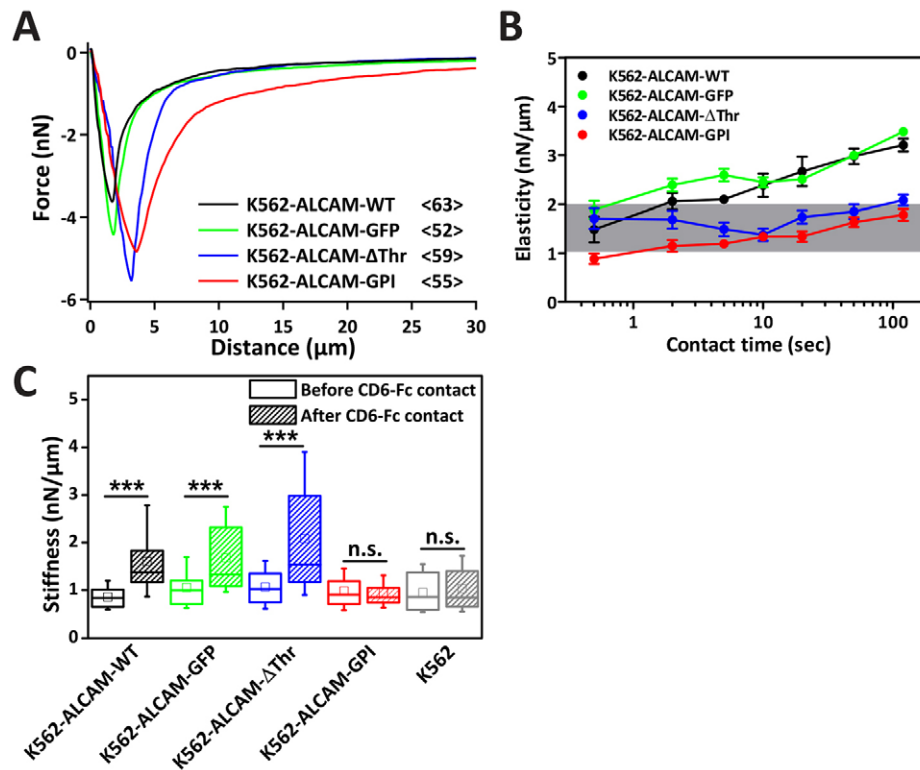 A
Force (nN)
0
-2
-4
-6
K562-ALCAM-WT <63>
K562-ALCAM-GFP <52>
K562-ALCAM-ΔThr <59>
K562-ALCAM-GPI <55>
0 5 10 15 20 25 30
Distance (μm)
B
Elasticity (nN/μm)
5
4
3
2
1
0
K562-ALCAM-WT
K562-ALCAM-GFP
K562-ALCAM-ΔThr
K562-ALCAM-GPI
1 10 100
Contact time (sec)
C
Stiffness (nN/μm)
5
4
3
2
1
0
Before CD6-Fc contact
After CD6-Fc contact
***
***
***
n.s.
n.s.
K562-ALCAM-WT
K562-ALCAM-GFP
K562-ALCAM-ΔThr
K562-ALCAM-GPI
K562